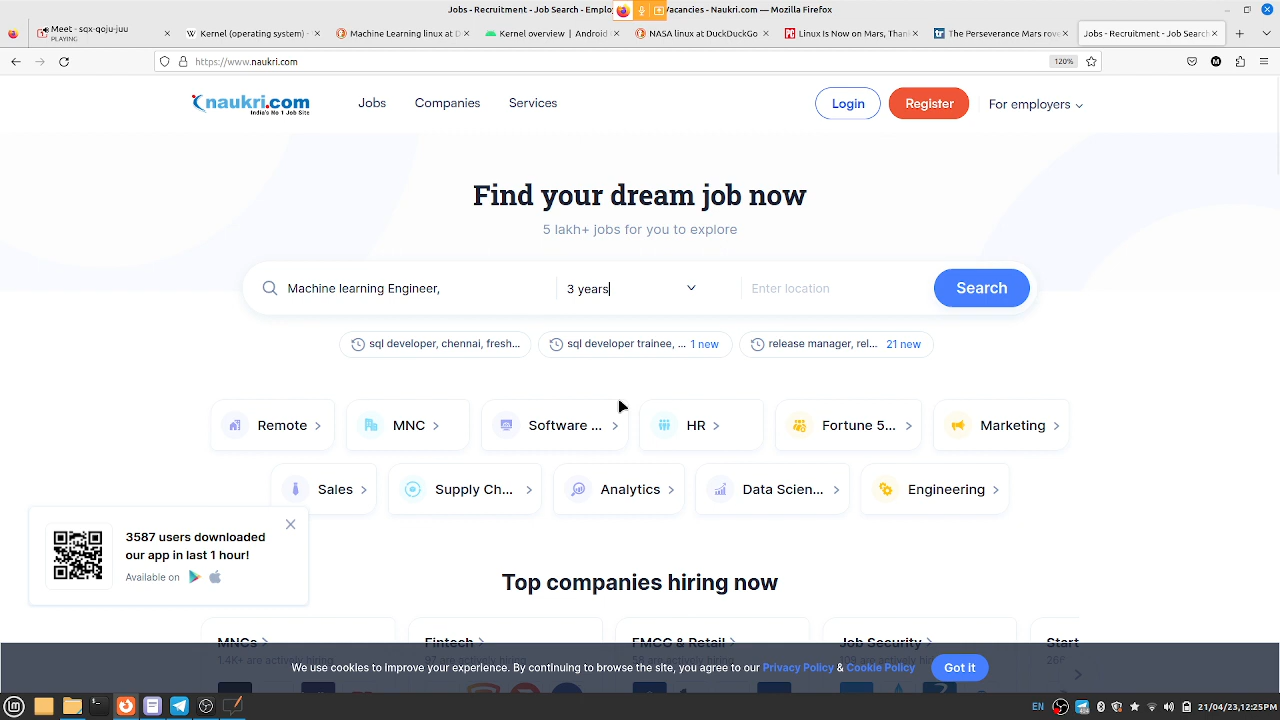 Jobs - Recruitment - Job Search - Emplo
Vacancies - Naukri.com — Mozilla Firefox
Meet - sqx-qoju-juu
PLAYING
Kernel (operating system) -
Machine Learning linux at D
Kernel overview | Android
NASA linux at DuckDuckGo
Linux Is Now on Mars, Than
The Perseverance Mars rove
Jobs - Recruitment - Job Search
https://www.naukri.com
120%
naukri.com
India's No 1 Job Site
Jobs
Companies
Services
Login
Register
For employers
Find your dream job now
5 lakh+ jobs for you to explore
Machine learning Engineer,
3 years
Enter location
Search
sql developer, chennai, fresh...
sql developer trainee, ... 1 new
release manager, rel... 21 new
Remote
MNC
Software ...
HR
Fortune 5...
Marketing
Sales
Supply Ch...
Analytics
Data Scien...
Engineering
3587 users downloaded
our app in last 1 hour!
Available on
Top companies hiring now
MNCs
Fintech
FMCG & Retail
Job Security
Start
We use cookies to improve your experience. By continuing to browse the site, you agree to our Privacy Policy & Cookie Policy
Got it
EN
21/04/23,12:25PM